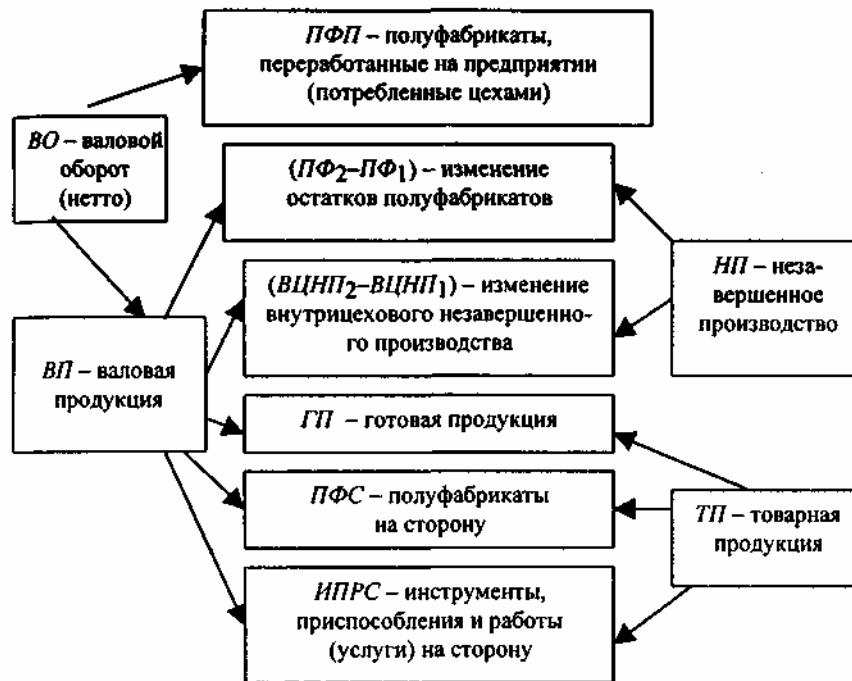 ПФП – полуфабрикаты,
переработанные на предприятии
(потребленные цехами)
ВО – валовой
оборот
(нетто)
(ПФ2–ПФ1) – изменение
остатков полуфабрикатов
НП – неза-
вершенное
производство
(ВЦНП2–ВЦНП1) – изменение
внутрицехового незавершенно-
го производства
ВП – валовая
продукция
ГП – готовая продукция
ПФС – полуфабрикаты
на сторону
ТП – товарная
продукция
ИПРС – инструменты,
приспособления и работы
(услуги) на сторону